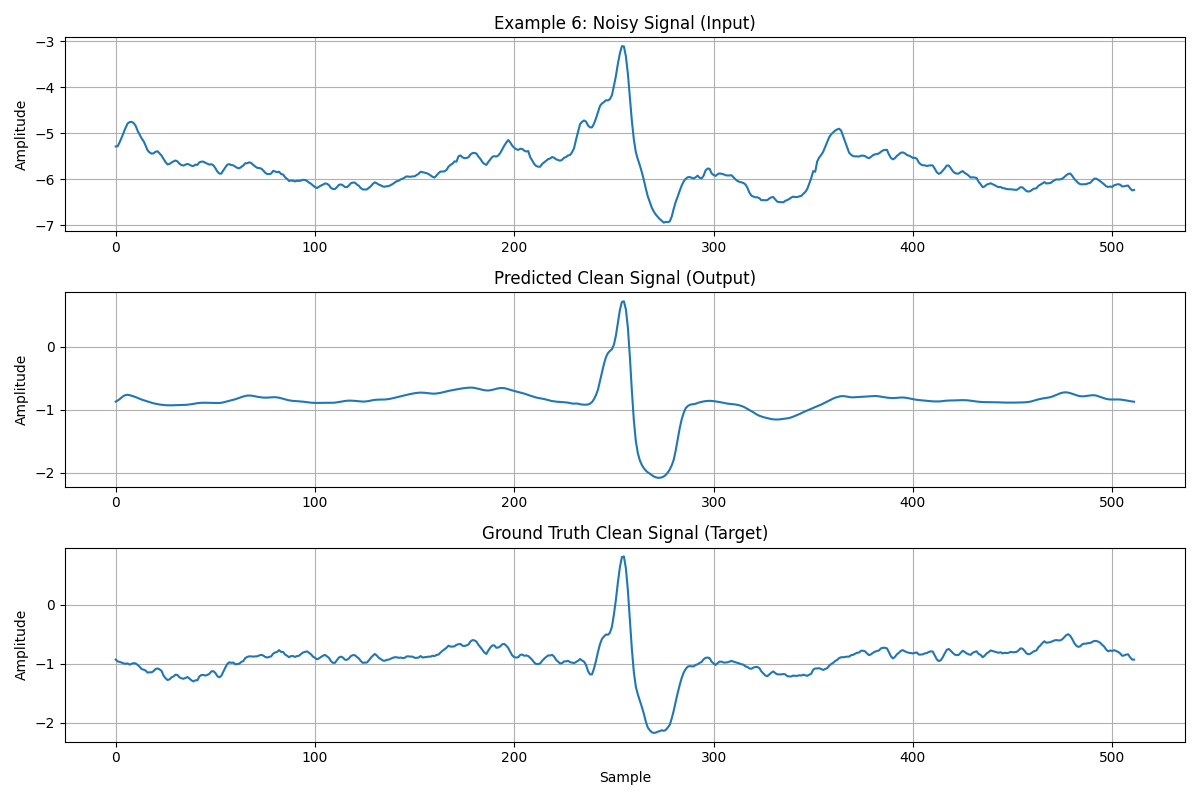 Example 6: Noisy Signal (Input)
Amplitude
−3
−4
−5
−6
−7
0 100 200 300 400 500
Predicted Clean Signal (Output)
Amplitude
0
−1
−2
0 100 200 300 400 500
Ground Truth Clean Signal (Target)
Amplitude
0
−1
−2
0 100 200 300 400 500
Sample